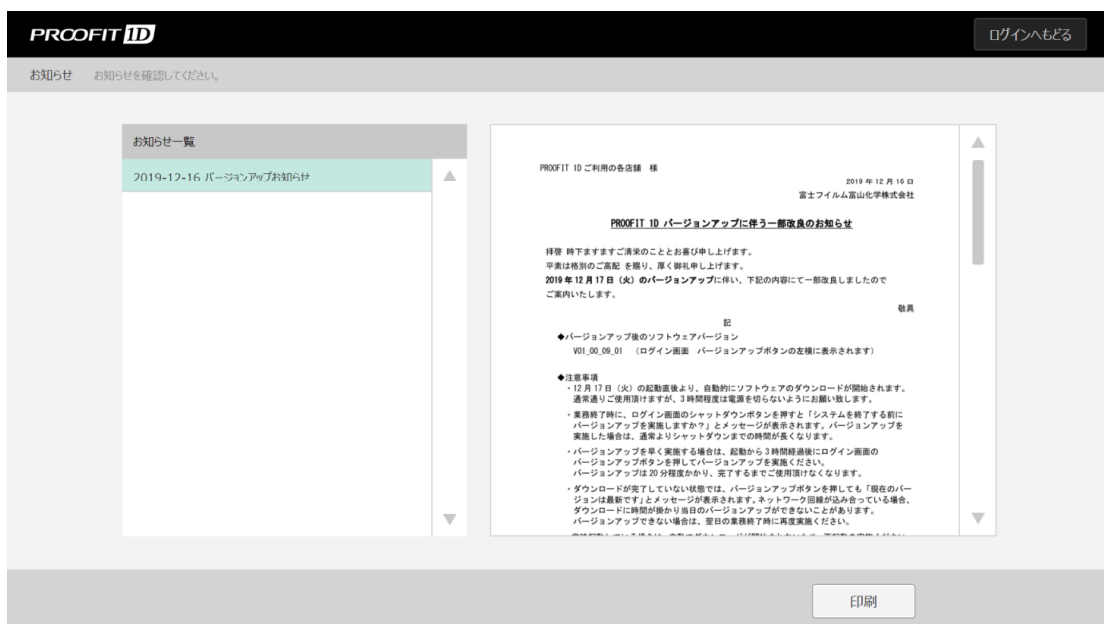 PROOFIT 1D
ログインへもどる
お知らせ お知らせを確認してください。
お知らせ一覧
2019-12-16 バージョンアップお知らせ
PROOFIT 1D ご利用の各店舗 様
2019 年 12 月 16 日
富士フイルム富山化学株式会社
PROOFIT 1D バージョンアップに伴う一部改良のお知らせ
拝啓 時下ますますご清栄のこととお喜び申し上げます。
平素は格別のご高配 を賜り、厚く御礼申し上げます。
2019 年 12 月 17 日（火）のバージョンアップに伴い、下記の内容にて一部改良しましたので
ご案内いたします。
敬具
記
◆バージョンアップ後のソフトウェアバージョン
V01_00_09_01 （ログイン画面 バージョンアップボタンの左横に表示されます）
◆注意事項
・12 月 17 日（火）の起動直後より、自動的にソフトウェアのダウンロードが開始されます。
通常通りご使用頂けますが、3 時間程度は電源を切らないようにお願い致します。
・業務終了時に、ログイン画面のシャットダウンボタンを押すと「システムを終了する前に
バージョンアップを実施しますか？」とメッセージが表示されます。バージョンアップを
実施した場合は、通常よりシャットダウンまでの時間が長くなります。
・バージョンアップを早く実施する場合は、起動から 3 時間経過後にログイン画面の
バージョンアップボタンを押してバージョンアップを実施ください。
バージョンアップは 20 分程度かかり、完了するまでご使用頂けなくなります。
・ダウンロードが完了していない状態では、バージョンアップボタンを押しても「現在のバー
ジョンは最新です」とメッセージが表示されます。ネットワーク回線が込み合っている場合、
ダウンロードに時間が掛かり当日のバージョンアップができないことがあります。
バージョンアップできない場合は、翌日の業務終了時に再度実施ください。
印刷